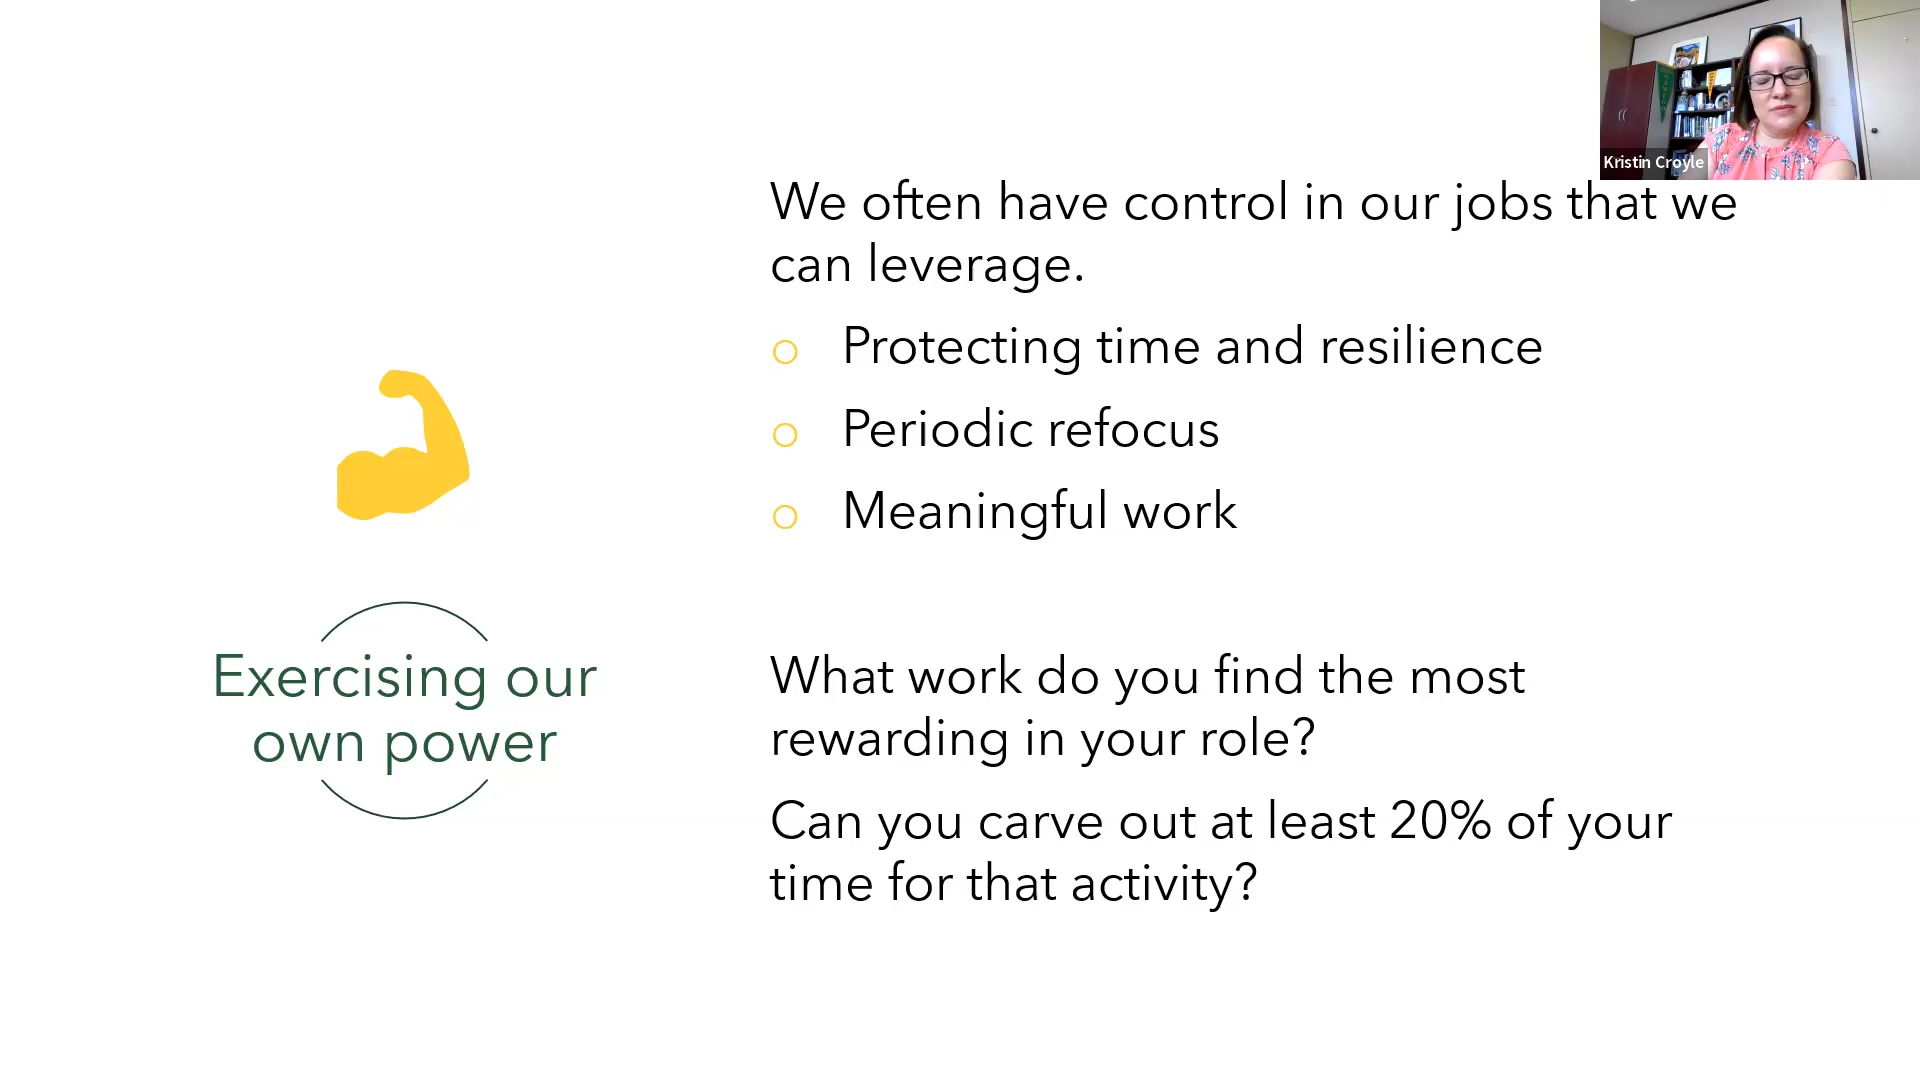 Kristin Croyle
We often have control in our jobs that we
can leverage.
o Protecting time and resilience
o Periodic refocus
o Meaningful work
Exercising our
own power
What work do you find the most
rewarding in your role?
Can you carve out at least 20% of your
time for that activity?